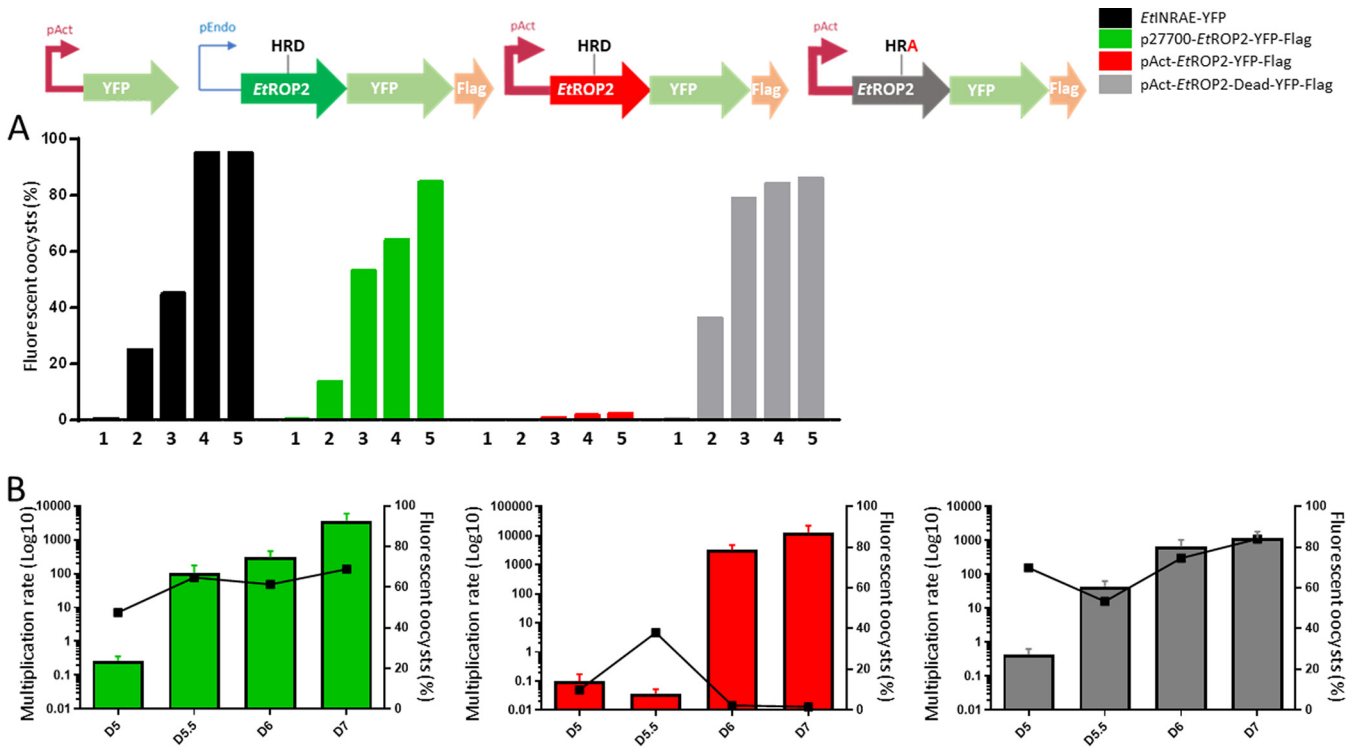 pAct pEndo pAct pAct
HRD HRD HRA
YFP EtROP2 YFP Flag EtROP2 YFP Flag EtROP2 YFP Flag
EtINRAE-YFP
p27700-EtROP2-YFP-Flag
pAct-EtROP2-YFP-Flag
pAct-EtROP2-Dead-YFP-Flag
A
Fluorescent oocysts (%)
100
80
60
40
20
0
1 2 3 4 5 1 2 3 4 5 1 2 3 4 5 1 2 3 4 5
B
Multiplication rate (Log10)
10000
1000
100
10
1
0.1
0.01
D5 D5.5 D6 D7
100
80
60
40
20
0
Fluorescent oocysts (%)
Multiplication rate (Log10)
100000
10000
1000
100
10
1
0.1
0.01
D5 D5.5 D6 D7
100
80
60
40
20
0
Fluorescent oocysts (%)
Multiplication rate (Log10)
10000
1000
100
10
1
0.1
0.01
D5 D5.5 D6 D7
100
80
60
40
20
0
Fluorescent oocysts (%)